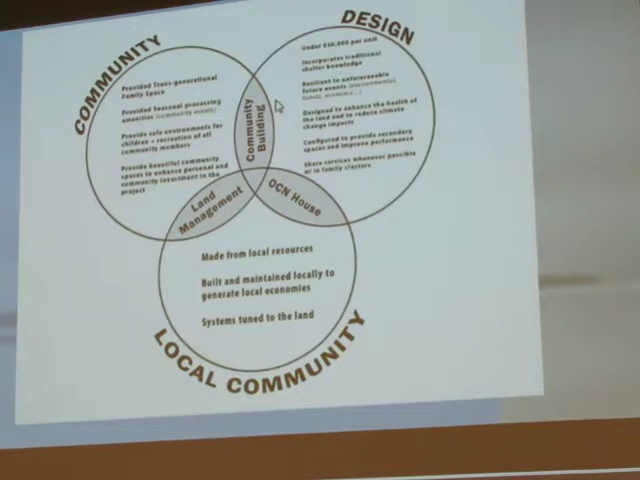 COMMUNITY
Provided Trans-generational
Family Space
Provided Seasonal processing
amenities (community events)
Provide safe environments for
children + recreation of all
community members
Provide beautiful community
spaces to enhance personal and
community investment in the
project
DESIGN
Under $50,000 per unit
Incorporates traditional
shelter knowledge
Resilient to unforeseeable
future events (environmental,
family, economic...)
Designed to enhance the health of
the land and to reduce climate
change impacts
Configured to provide secondary
spaces and improve performance
Share services whenever possible
w/ in family clusters
Community
Building
Land
Management
OCN House
Made from local resources
Built and maintained locally to
generate local economies
Systems tuned to the land
LOCAL COMMUNITY